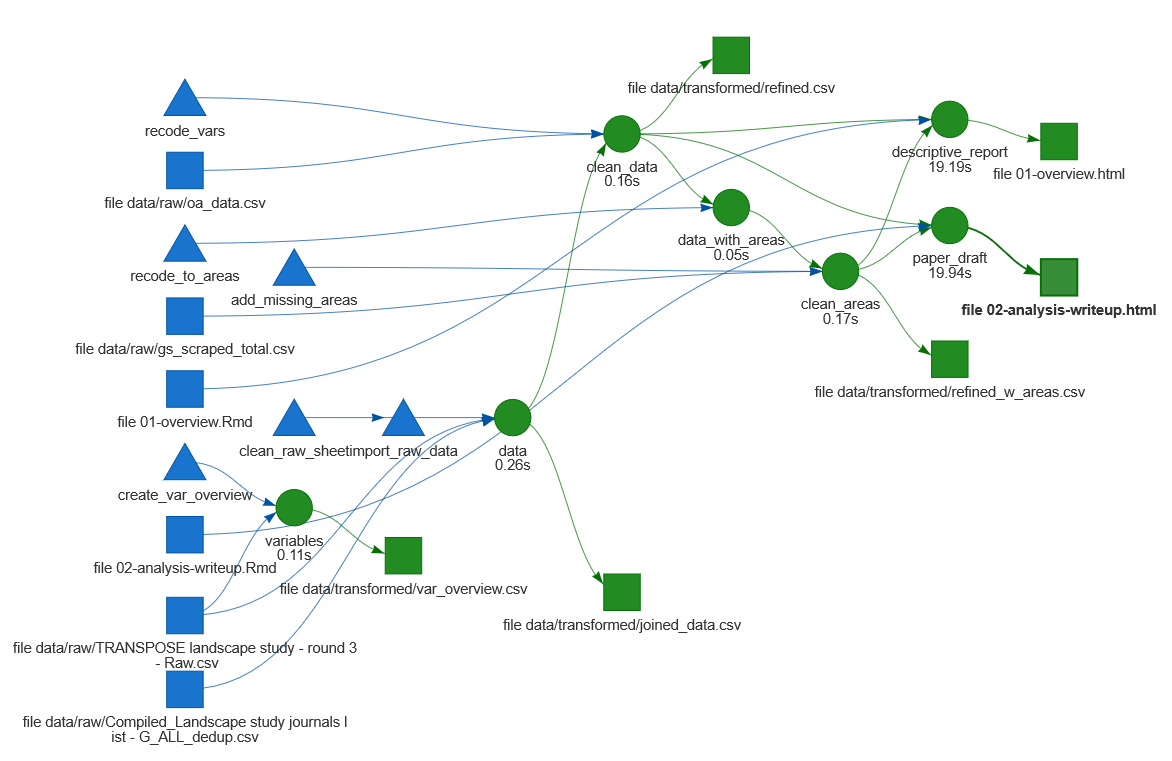 file data/transformed/refined.csv
recode_vars
clean_data
0.16s
descriptive_report
19.19s
file 01-overview.html
file data/raw/oa_data.csv
data_with_areas
0.05s
paper_draft
19.94s
recode_to_areas
add_missing_areas
clean_areas
0.17s
file 02-analysis-writeup.html
file data/raw/gs_scraped_total.csv
file data/transformed/refined_w_areas.csv
file 01-overview.Rmd
clean_raw_sheet
import_raw_data
data
0.26s
create_var_overview
variables
0.11s
file 02-analysis-writeup.Rmd
file data/transformed/var_overview.csv
file data/transformed/joined_data.csv
file data/raw/TRANSPOSE landscape study - round 3
- Raw.csv
file data/raw/Compiled_Landscape study journals l
ist - G_ALL_dedup.csv